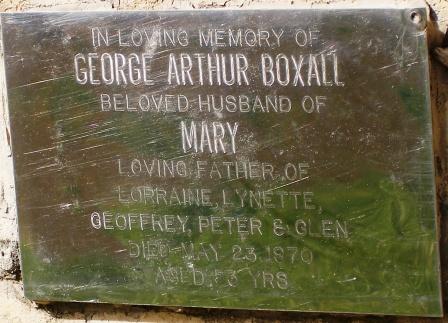 IN LOVING MEMORY OF
GEORGE ARTHUR BOXALL
BELOVED HUSBAND OF
MARY
LOVING FATHER OF
LORRAINE, LYNETTE,
GEOFFREY, PETER & GLEN
DIED MAY 23 1970
AGED 53 YRS